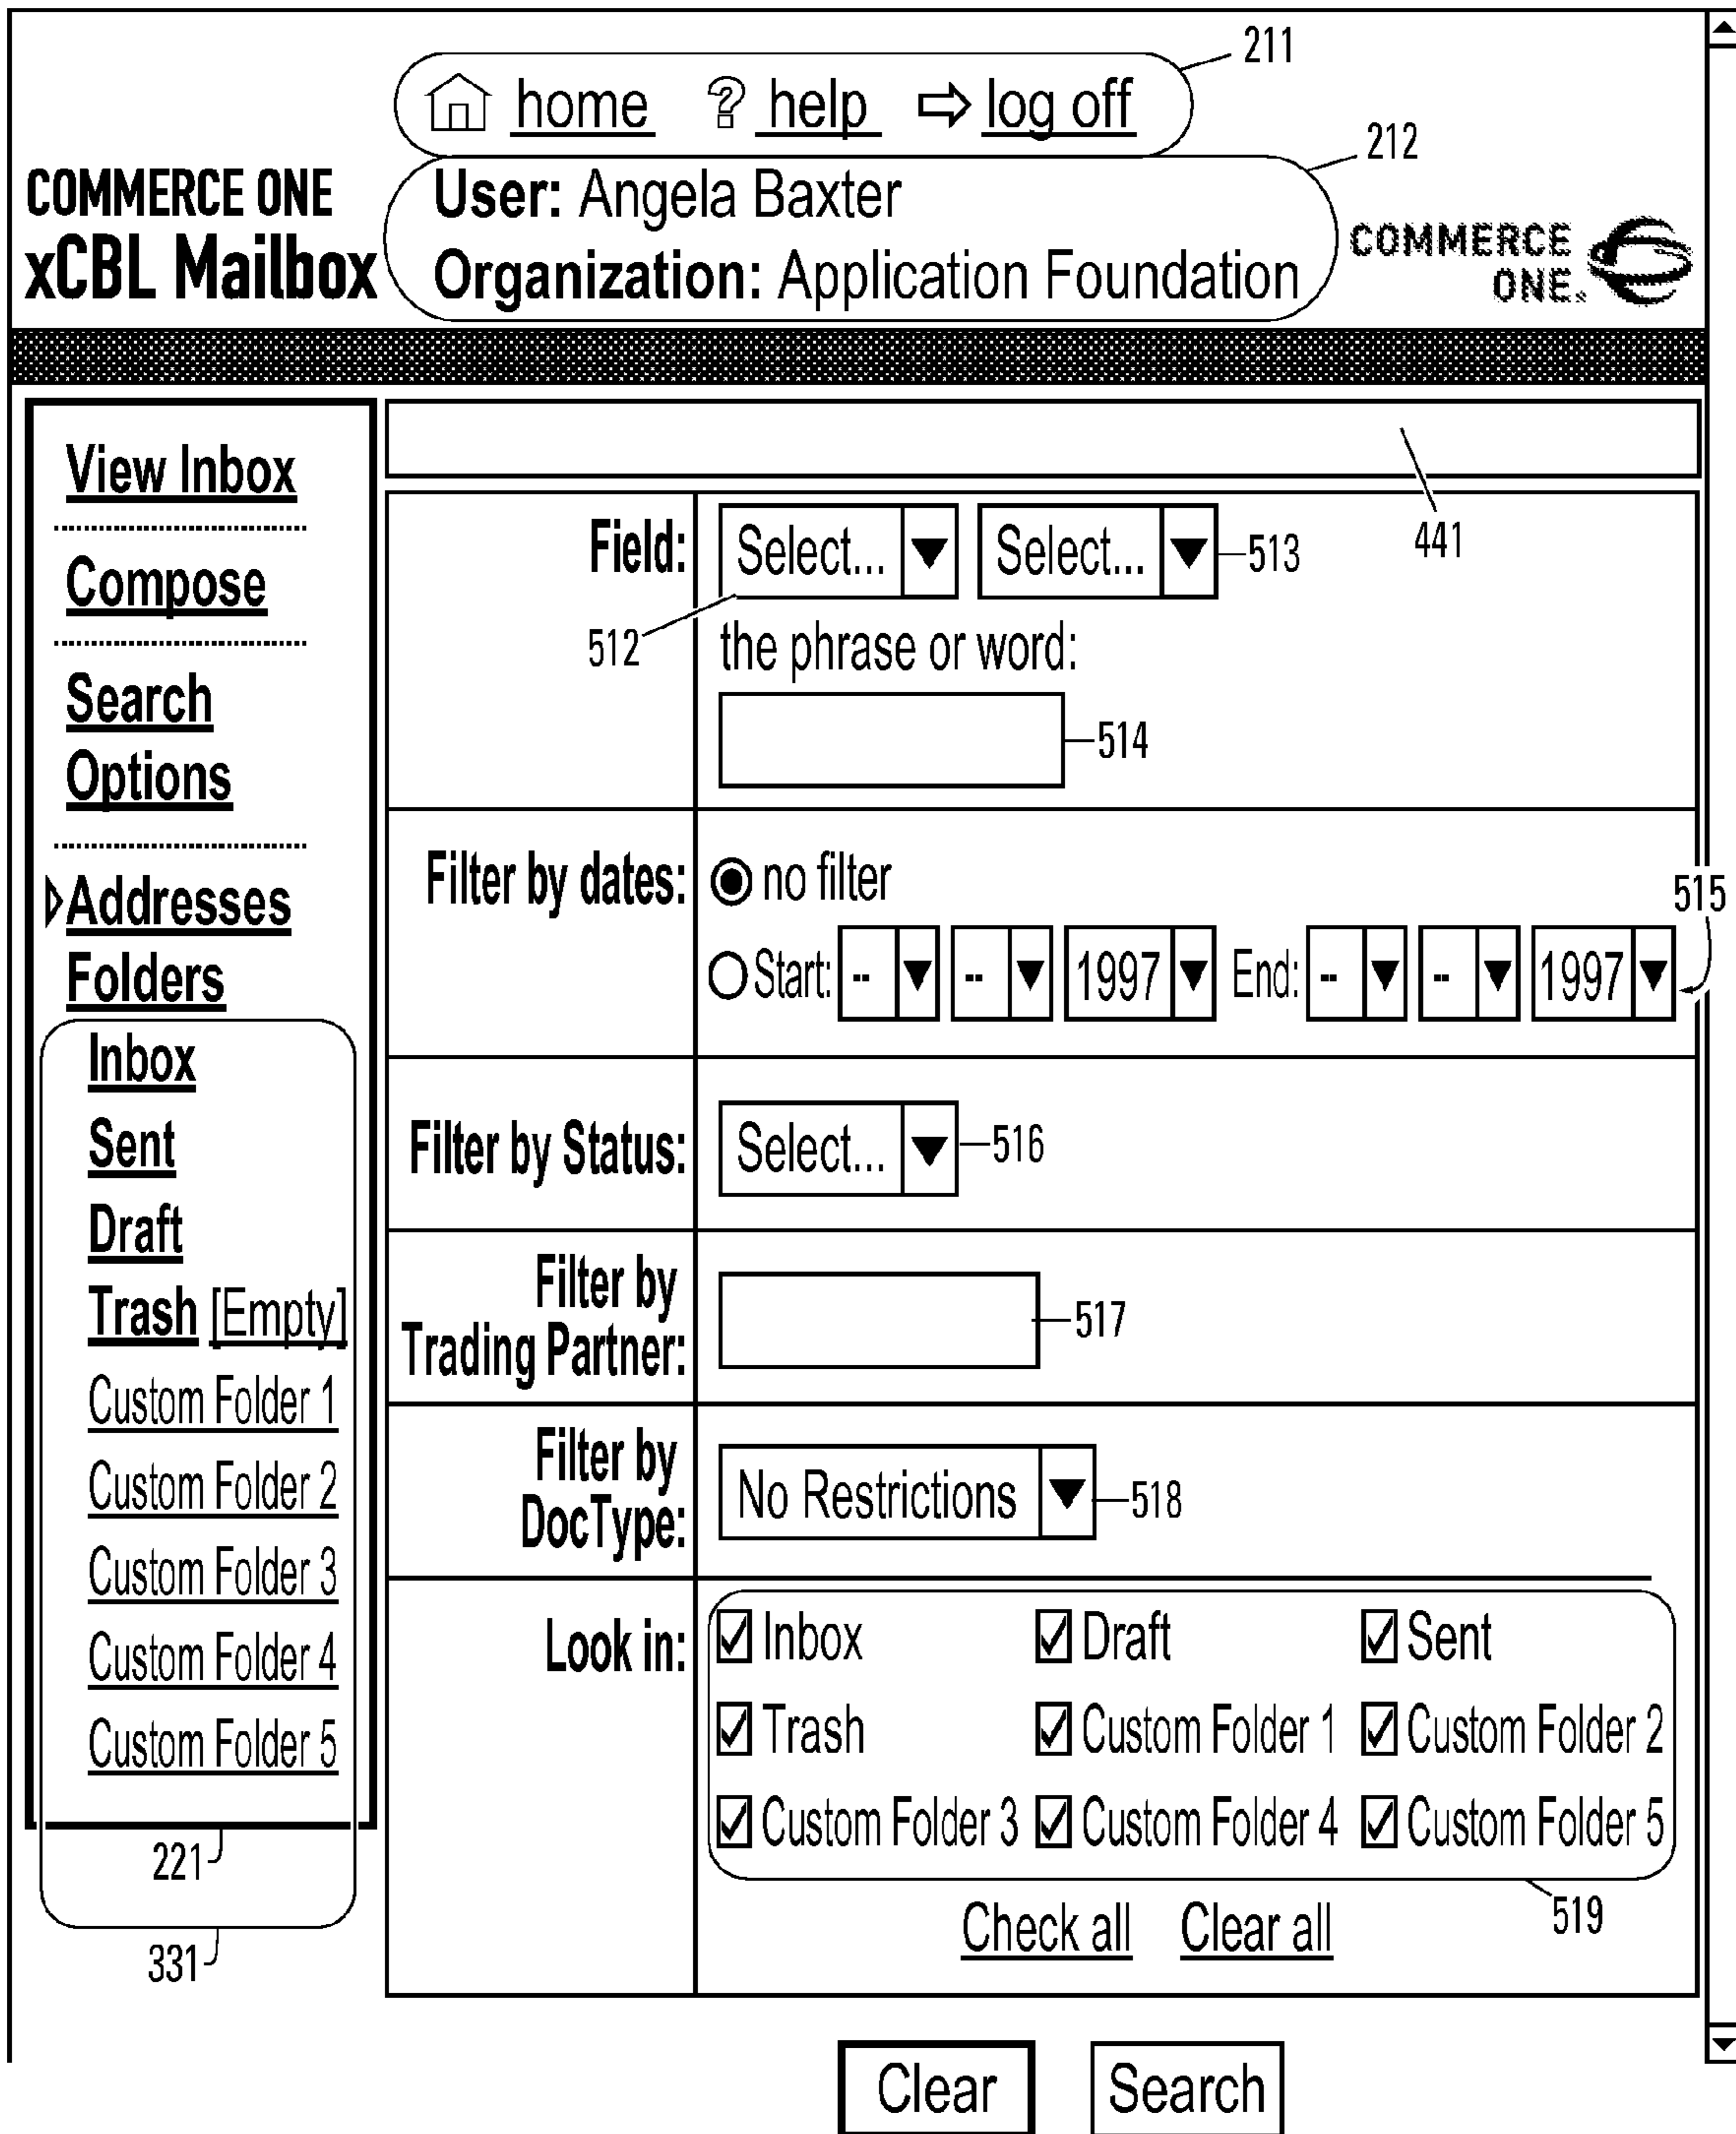 211
home ? help log off
212
COMMERCE ONE
xCBL Mailbox
User: Angela Baxter
Organization: Application Foundation
COMMERCE
ONE.
View Inbox
Compose
Search
Options
Addresses
Folders
Inbox
Sent
Draft
Trash [Empty]
Custom Folder 1
Custom Folder 2
Custom Folder 3
Custom Folder 4
Custom Folder 5
221
331
441
Field: Select... Select... 513
512 the phrase or word:
514
Filter by dates: no filter
515
Start: -- -- 1997 End: -- -- 1997
Filter by Status: Select... 516
Filter by
Trading Partner: 517
Filter by
DocType: No Restrictions 518
Look in: Inbox Draft Sent
Trash Custom Folder 1 Custom Folder 2
Custom Folder 3 Custom Folder 4 Custom Folder 5
519
Check all Clear all
Clear Search